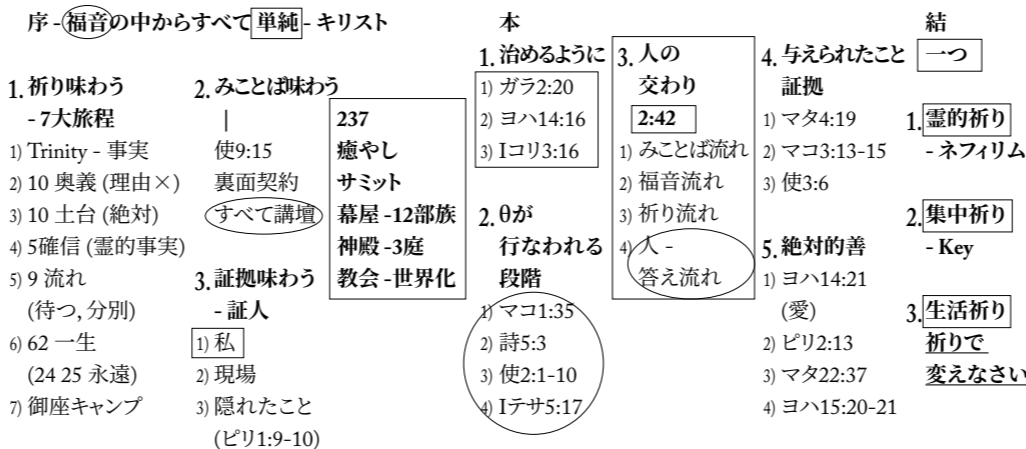 序 - 福音の中からすべて 単純 - キリスト
1. 祈り味わう
- 7大旅程
1) Trinity - 事実
2) 10 奥義 (理由×)
3) 10 土台 (絶対)
4) 5確信 (霊的事実)
5) 9 流れ
(待つ, 分別)
6) 62 一生
(24 25 永遠)
7) 御座キャンプ
2. みことば味わう
|
使9:15
裏面契約
すべて講壇
237
癒やし
サミット
幕屋 -12部族
神殿 -3庭
教会 -世界化
3. 証拠味わう
- 証人
1) 私
2) 現場
3) 隠れたこと
(ピリ1:9-10)
本
1. 治めるように
1) ガラ2:20
2) ヨハ14:16
3) Iコリ3:16
2. θが
行なわれる
段階
1) マコ1:35
2) 詩5:3
3) 使2:1-10
4) Iテサ5:17
3. 人の
交わり
2:42
1) みことば流れ
2) 福音流れ
3) 祈り流れ
4) 人 -
答え流れ
4. 与えられたこと
証拠
1) マタ4:19
2) マコ3:13-15
3) 使3:6
5. 絶対的善
1) ヨハ14:21
(愛)
2) ピリ2:13
3) マタ22:37
4) ヨハ15:20-21
結
一つ
1. 霊的祈り
- ネフィリム
2. 集中祈り
- Key
3. 生活祈り
祈りで
変えなさい